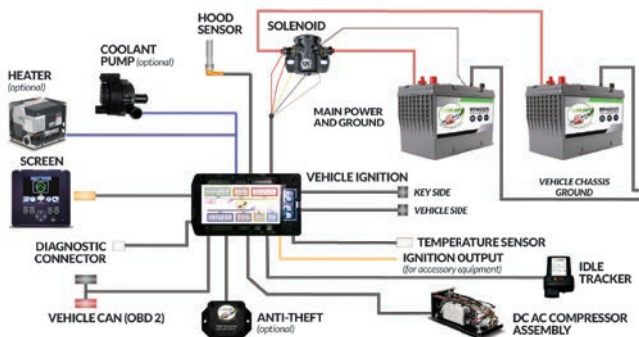 HOOD
SENSOR
SOLENOID
COOLANT
PUMP (optional)
HEATER
(optional)
MAIN POWER
AND GROUND
SCREEN
VEHICLE IGNITION
KEY SIDE
VEHICLE SIDE
VEHICLE CHASSIS
GROUND
DIAGNOSTIC
CONNECTOR
TEMPERATURE SENSOR
IGNITION OUTPUT
(for accessory equipment)
IDLE
TRACKER
VEHICLE CAN (OBD 2)
ANTI-THEFT
(optional)
DC AC COMPRESSOR
ASSEMBLY